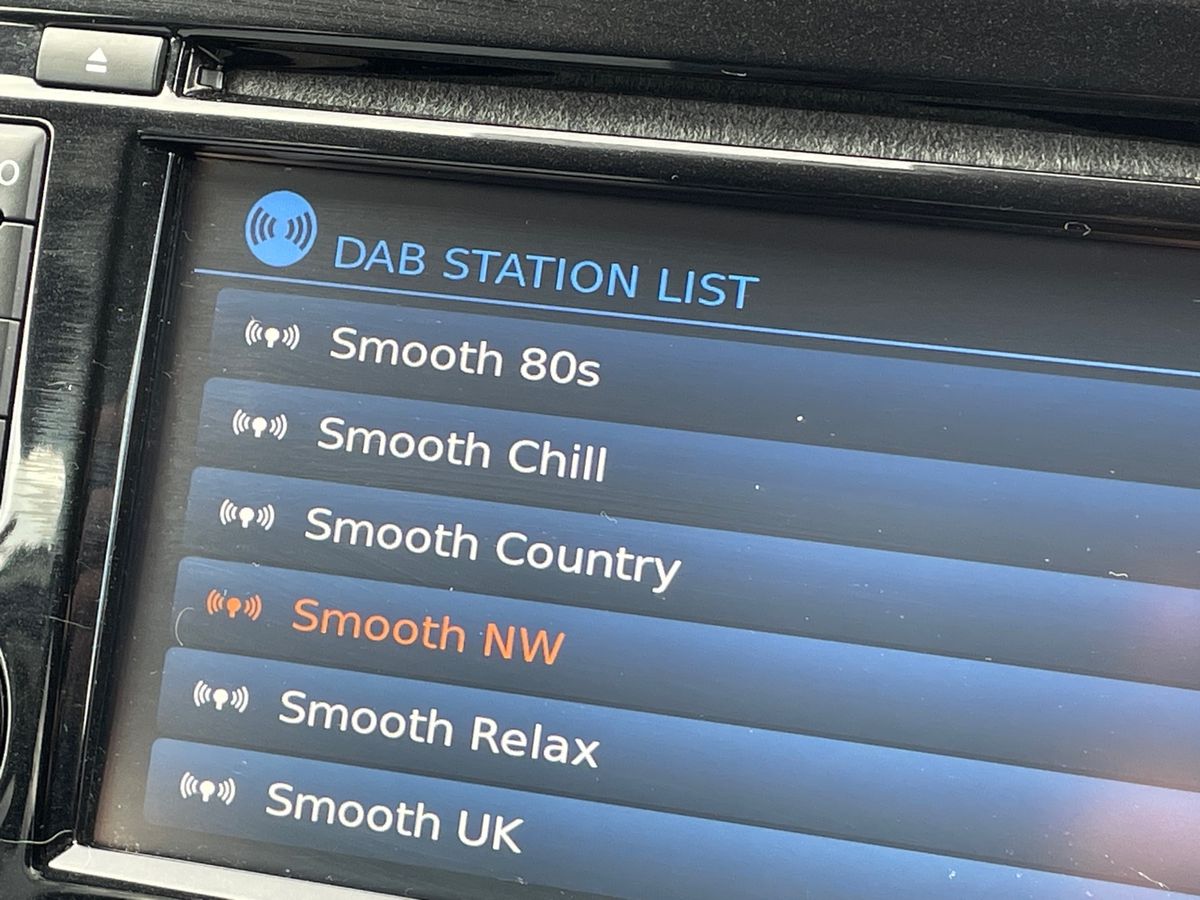 DAB STATION LIST
Smooth 80s
Smooth Chill
Smooth Country
Smooth NW
Smooth Relax
Smooth UK